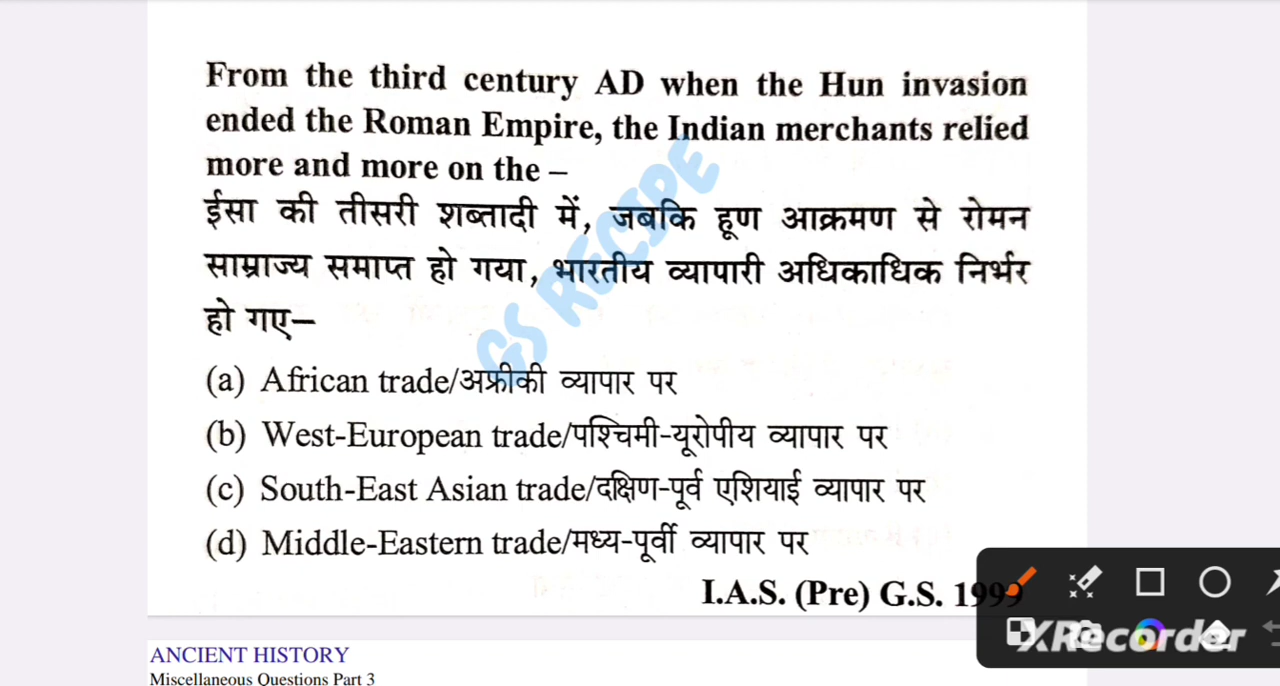 From the third century AD when the Hun invasion
ended the Roman Empire, the Indian merchants relied
more and more on the –
ईसा की तीसरी शब्तादी में, जबकि हूण आक्रमण से रोमन
साम्राज्य समाप्त हो गया, भारतीय व्यापारी अधिकाधिक निर्भर
हो गए–
GS RECIPE
(a) African trade/अफ्रीकी व्यापार पर
(b) West-European trade/पश्चिमी-यूरोपीय व्यापार पर
(c) South-East Asian trade/दक्षिण-पूर्व एशियाई व्यापार पर
(d) Middle-Eastern trade/मध्य-पूर्वी व्यापार पर
I.A.S. (Pre) G.S. 1999
XRecorder
ANCIENT HISTORY
Miscellaneous Questions Part 3